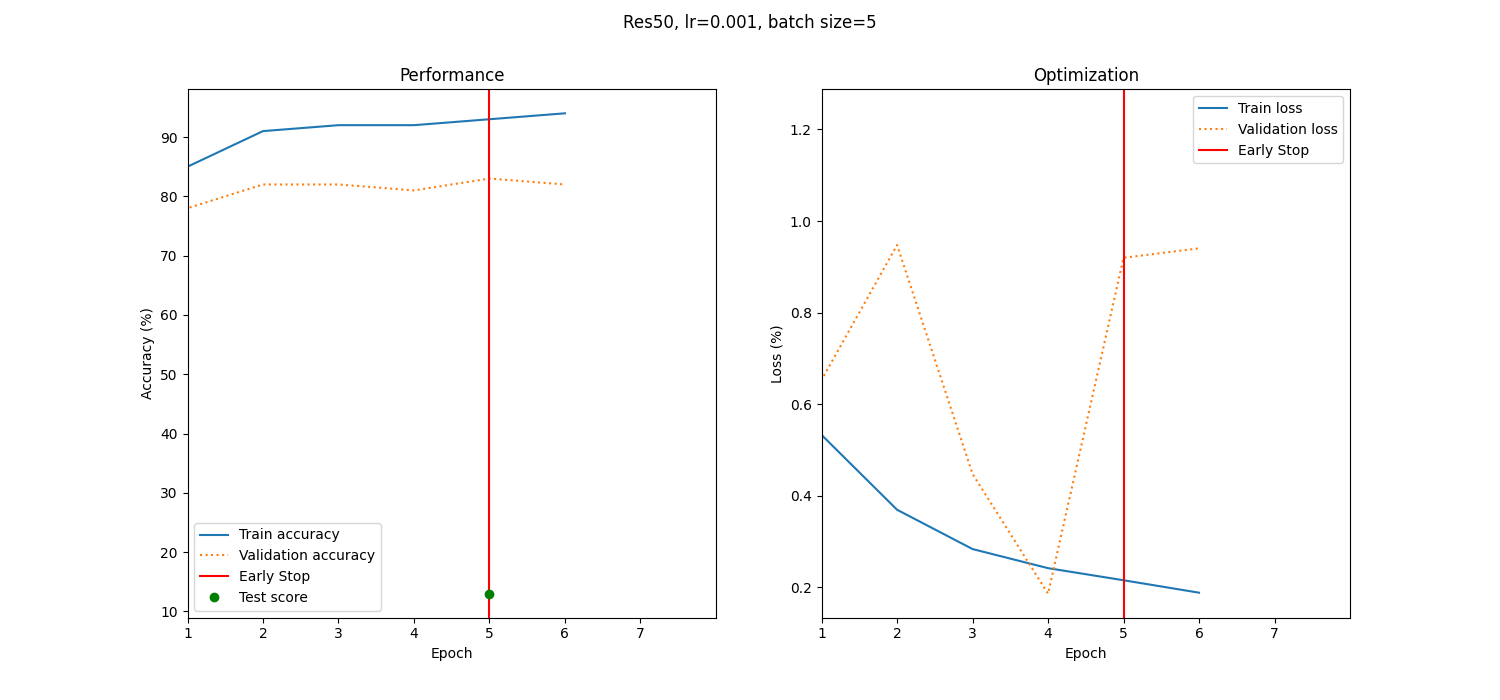 Res50, lr=0.001, batch size=5
Performance
Accuracy (%)
90
80
70
60
50
40
30
20
10
Train accuracy
Validation accuracy
Early Stop
Test score
1 2 3 4 5 6 7
Epoch
Optimization
Loss (%)
1.2
1.0
0.8
0.6
0.4
0.2
Train loss
Validation loss
Early Stop
1 2 3 4 5 6 7
Epoch